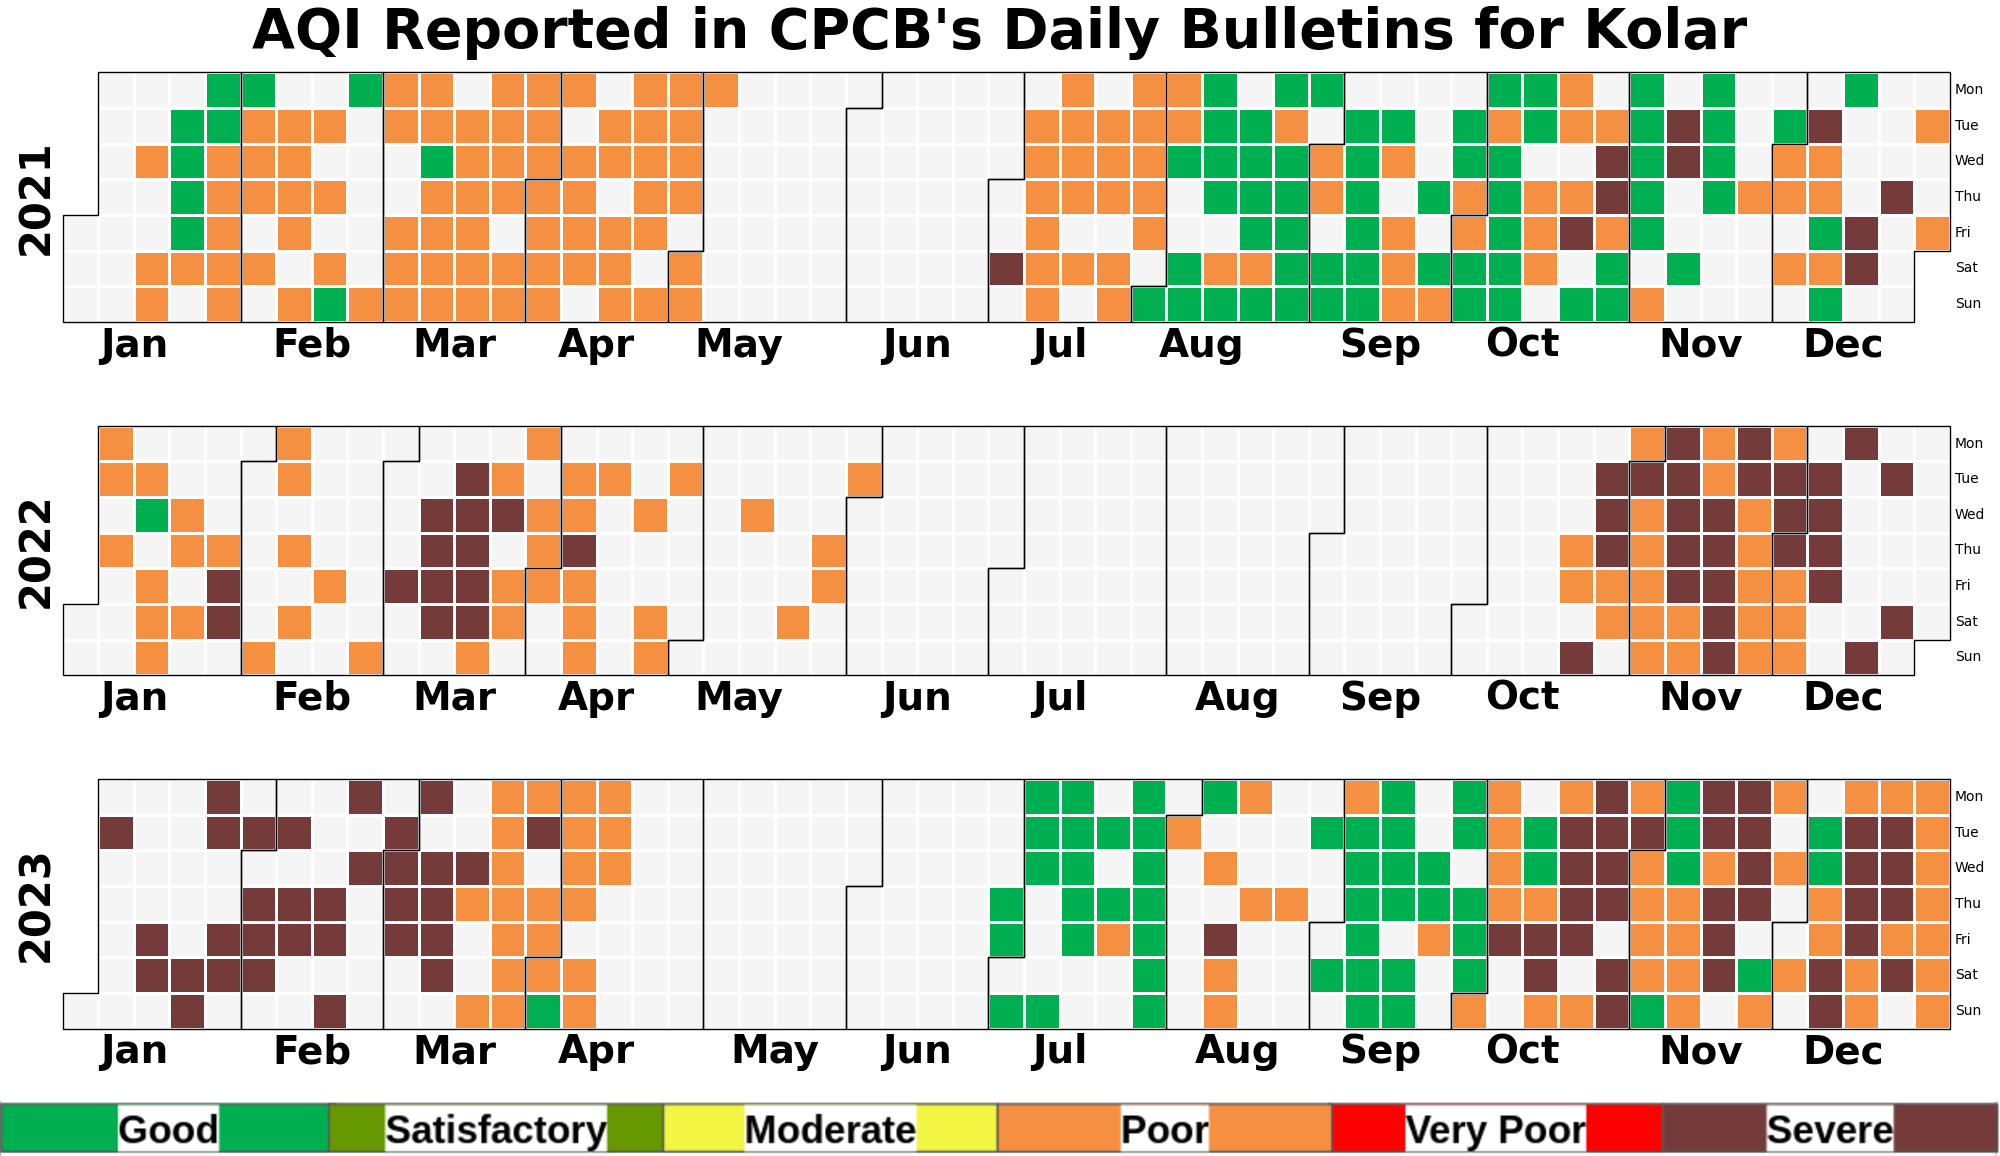 AQI Reported in CPCB's Daily Bulletins for Kolar
2021
Mon
Tue
Wed
Thu
Fri
Sat
Sun
Jan Feb Mar Apr May Jun Jul Aug Sep Oct Nov Dec
2022
Mon
Tue
Wed
Thu
Fri
Sat
Sun
Jan Feb Mar Apr May Jun Jul Aug Sep Oct Nov Dec
2023
Mon
Tue
Wed
Thu
Fri
Sat
Sun
Jan Feb Mar Apr May Jun Jul Aug Sep Oct Nov Dec
Good Satisfactory Moderate Poor Very Poor Severe